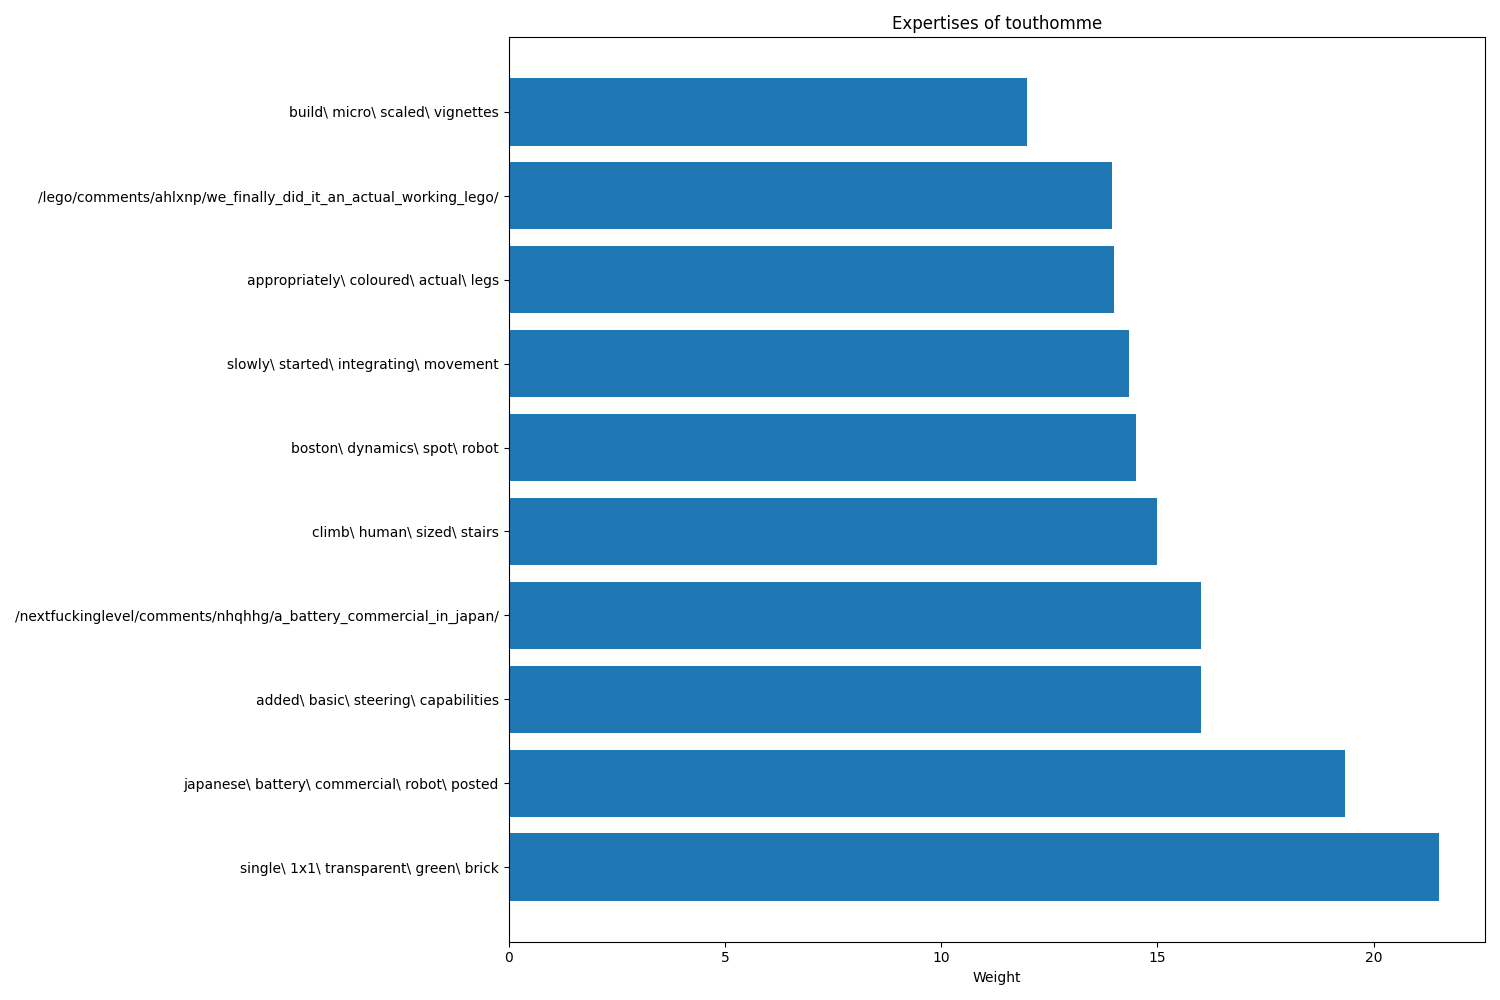 Expertises of touthomme
build\ micro\ scaled\ vignettes
/lego/comments/ahlxnp/we_finally_did_it_an_actual_working_lego/
appropriately\ coloured\ actual\ legs
slowly\ started\ integrating\ movement
boston\ dynamics\ spot\ robot
climb\ human\ sized\ stairs
/nextfuckinglevel/comments/nhqhhg/a_battery_commercial_in_japan/
added\ basic\ steering\ capabilities
japanese\ battery\ commercial\ robot\ posted
single\ 1x1\ transparent\ green\ brick
0 5 10 15 20
Weight